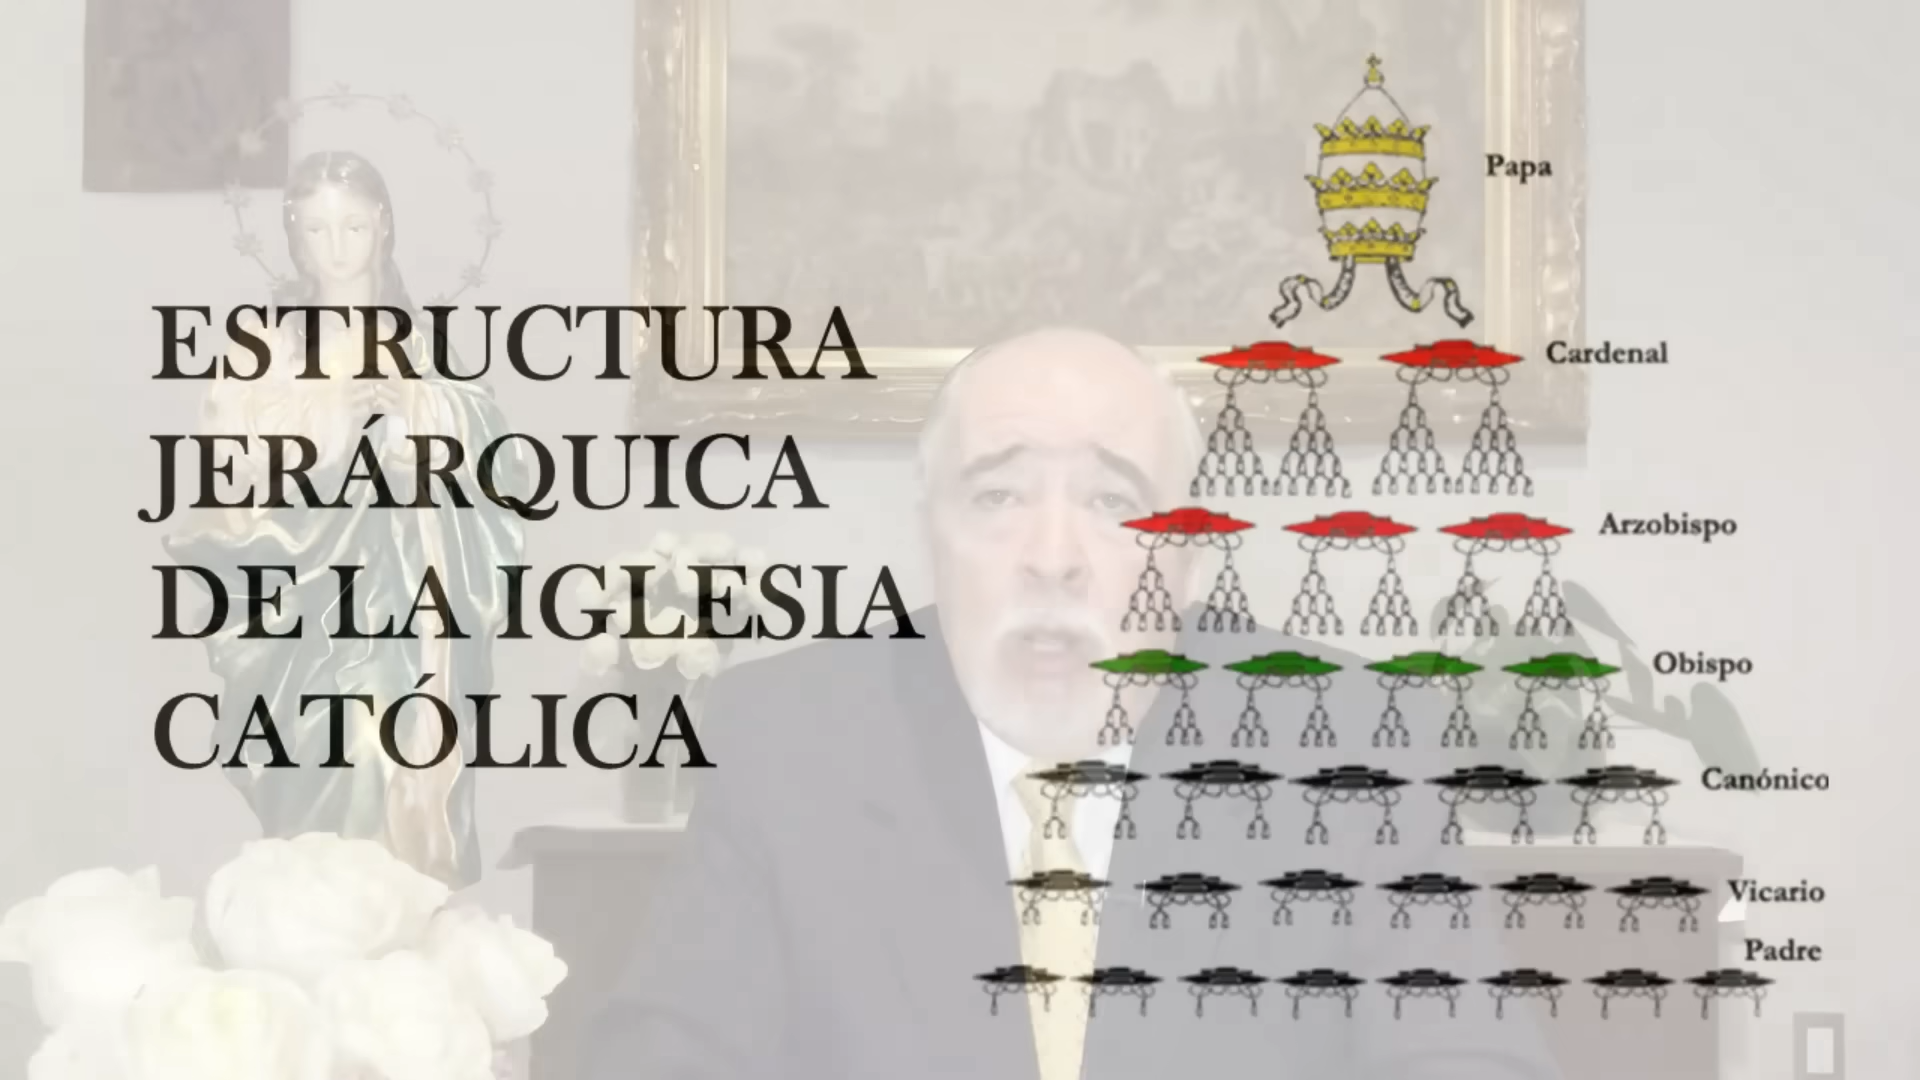 ESTRUCTURA
JERÁRQUICA
DE LA IGLESIA
CATÓLICA
Papa
Cardenal
Arzobispo
Obispo
Canónico
Vicario
Padre